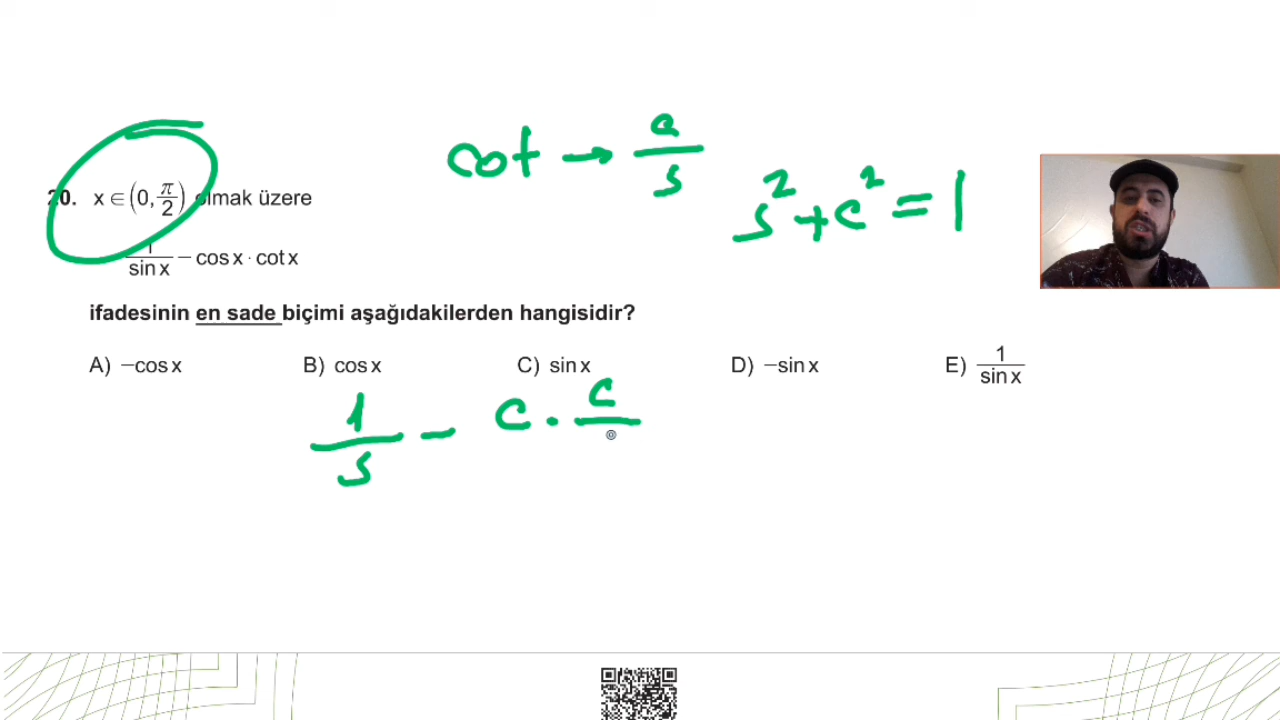 cot → c/s
s² + c² = 1
20. x ∈ (0, π/2) olmak üzere
1/sin x − cos x · cot x
ifadesinin en sade biçimi aşağıdakilerden hangisidir?
A) −cos x B) cos x C) sin x D) −sin x E) 1/sin x
1/s − c · c/